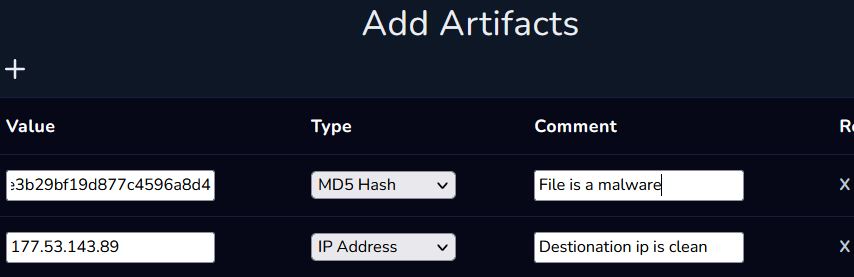 Add Artifacts
+
Value Type Comment R
e3b29bf19d877c4596a8d4 MD5 Hash File is a malware X
177.53.143.89 IP Address Destionation ip is clean X